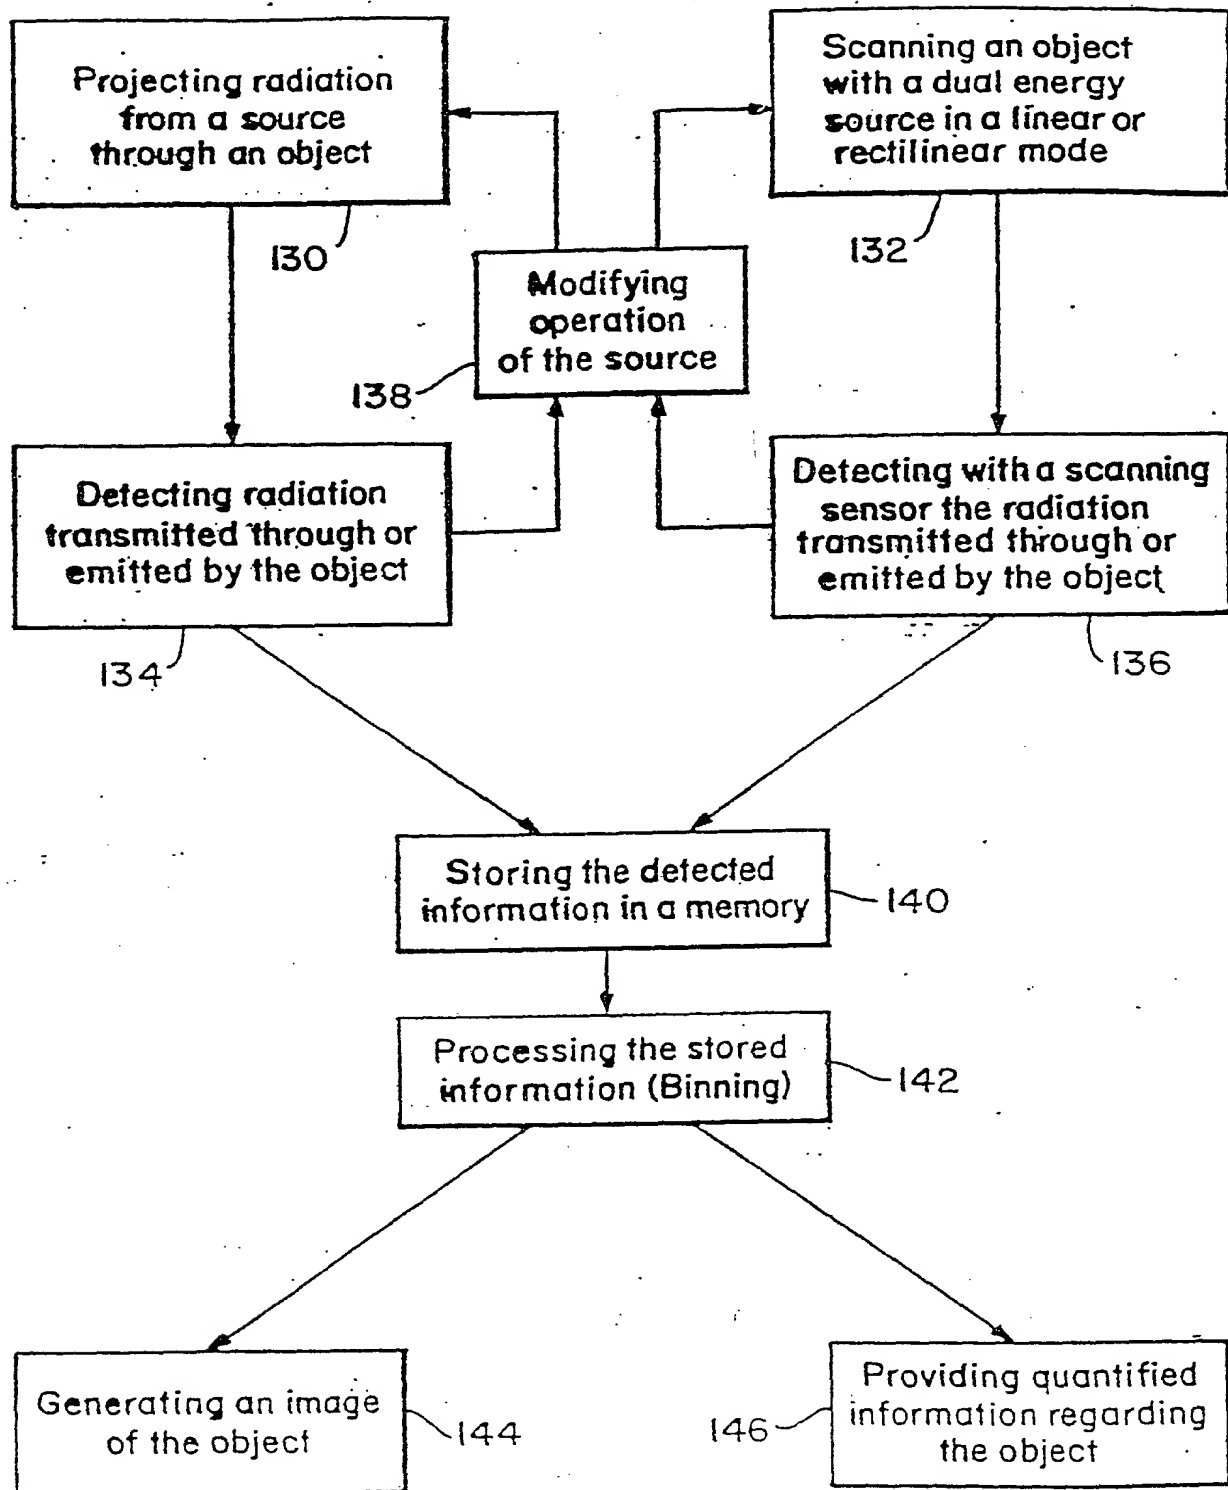 Projecting radiation
from a source
through an object
130
Scanning an object
with a dual energy
source in a linear or
rectilinear mode
132
Modifying
operation
of the source
138
Detecting radiation
transmitted through or
emitted by the object
134
Detecting with a scanning
sensor the radiation
transmitted through or
emitted by the object
136
Storing the detected
information in a memory
140
Processing the stored
information (Binning)
142
Generating an image
of the object
144
Providing quantified
information regarding
the object
146